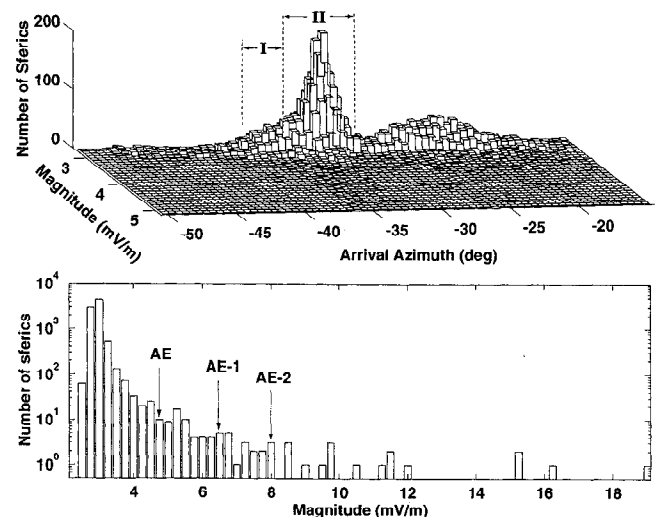 Number of Sferics
200
100
0
I
II
3
4
5
Magnitude (mV/m)
-50
-45
-40
-35
-30
-25
-20
Arrival Azimuth (deg)
Number of sferics
10^4
10^3
10^2
10^1
10^0
AE
AE-1
AE-2
4
6
8
10
12
14
16
18
Magnitude (mV/m)